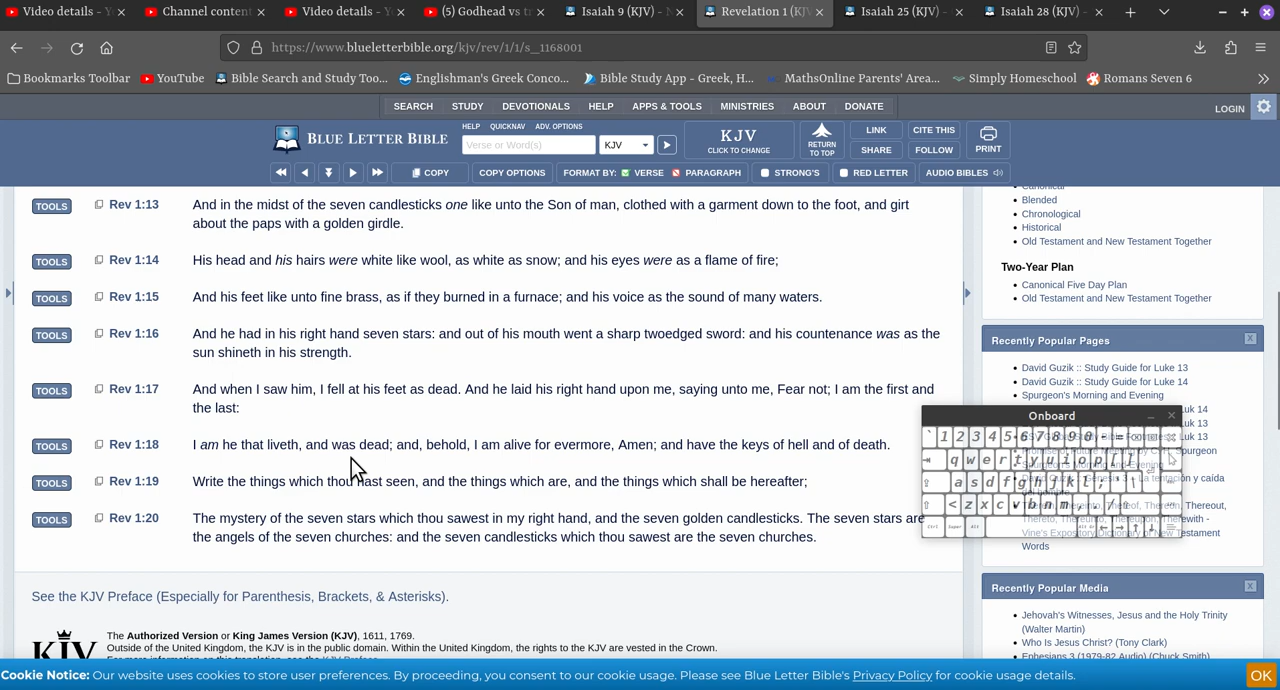 Video details - Y
Channel content
Video details - Y
(5) Godhead vs t
Isaiah 9 (KJV) - 
Revelation 1 (KJ
Isaiah 25 (KJV) -
Isaiah 28 (KJV) -
https://www.blueletterbible.org/kjv/rev/1/1/s_1168001
Bookmarks Toolbar
YouTube
Bible Search and Study Too...
Englishman's Greek Conco...
Bible Study App - Greek, H...
MathsOnline Parents' Area...
Simply Homeschool
Romans Seven 6
SEARCH STUDY DEVOTIONALS HELP APPS & TOOLS MINISTRIES ABOUT DONATE
LOGIN
BLUE LETTER BIBLE
HELP QUICKNAV ADV. OPTIONS
Verse or Word(s)
KJV
KJV
CLICK TO CHANGE
RETURN
TO TOP
LINK
CITE THIS
SHARE
FOLLOW
PRINT
COPY
COPY OPTIONS
FORMAT BY: VERSE PARAGRAPH
STRONG'S
RED LETTER
AUDIO BIBLES
TOOLS Rev 1:13 And in the midst of the seven candlesticks one like unto the Son of man, clothed with a garment down to the foot, and girt
about the paps with a golden girdle.
TOOLS Rev 1:14 His head and his hairs were white like wool, as white as snow; and his eyes were as a flame of fire;
TOOLS Rev 1:15 And his feet like unto fine brass, as if they burned in a furnace; and his voice as the sound of many waters.
TOOLS Rev 1:16 And he had in his right hand seven stars: and out of his mouth went a sharp twoedged sword: and his countenance was as the
sun shineth in his strength.
TOOLS Rev 1:17 And when I saw him, I fell at his feet as dead. And he laid his right hand upon me, saying unto me, Fear not; I am the first and
the last:
TOOLS Rev 1:18 I am he that liveth, and was dead; and, behold, I am alive for evermore, Amen; and have the keys of hell and of death.
TOOLS Rev 1:19 Write the things which thou hast seen, and the things which are, and the things which shall be hereafter;
TOOLS Rev 1:20 The mystery of the seven stars which thou sawest in my right hand, and the seven golden candlesticks. The seven stars are
the angels of the seven churches: and the seven candlesticks which thou sawest are the seven churches.
See the KJV Preface (Especially for Parenthesis, Brackets, & Asterisks).
KJV
The Authorized Version or King James Version (KJV), 1611, 1769.
Outside of the United Kingdom, the KJV is in the public domain. Within the United Kingdom, the rights to the KJV are vested in the Crown.
Canonical
Blended
Chronological
Historical
Old Testament and New Testament Together
Two-Year Plan
Canonical Five Day Plan
Old Testament and New Testament Together
Recently Popular Pages
David Guzik :: Study Guide for Luke 13
David Guzik :: Study Guide for Luke 14
Spurgeon's Morning and Evening
Onboard
Luk 14
Luk 13
Luk 13
Spurgeon
La tentación y caída
Thereof, Thereon, Thereout,
Words
Recently Popular Media
Jehovah's Witnesses, Jesus and the Holy Trinity
(Walter Martin)
Who Is Jesus Christ? (Tony Clark)
Ephesians 3 (1979-82 Audio) (Chuck Smith)
Cookie Notice: Our website uses cookies to store user preferences. By proceeding, you consent to our cookie usage. Please see Blue Letter Bible's Privacy Policy for cookie usage details.
OK